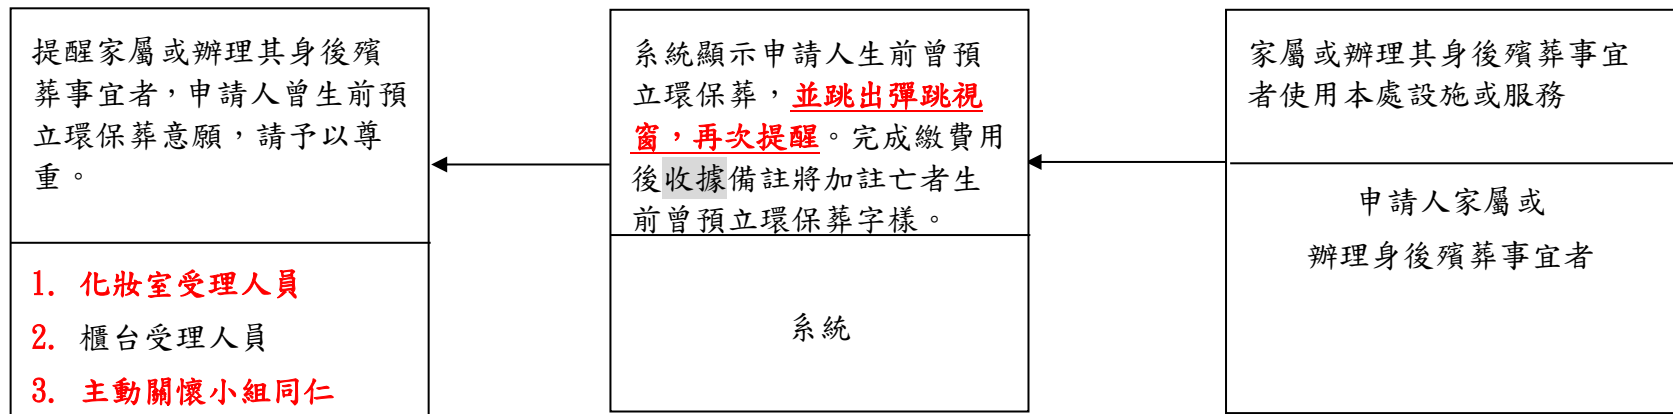 提醒家屬或辦理其身後殯
葬事宜者，申請人曾生前預
立環保葬意願，請予以尊
重。
1. 化妝室受理人員
2. 櫃台受理人員
3. 主動關懷小組同仁
系統顯示申請人生前曾預
立環保葬，並跳出彈跳視
窗，再次提醒。完成繳費用
後收據備註將加註亡者生
前曾預立環保葬字樣。
系統
家屬或辦理其身後殯葬事宜
者使用本處設施或服務
申請人家屬或
辦理身後殯葬事宜者